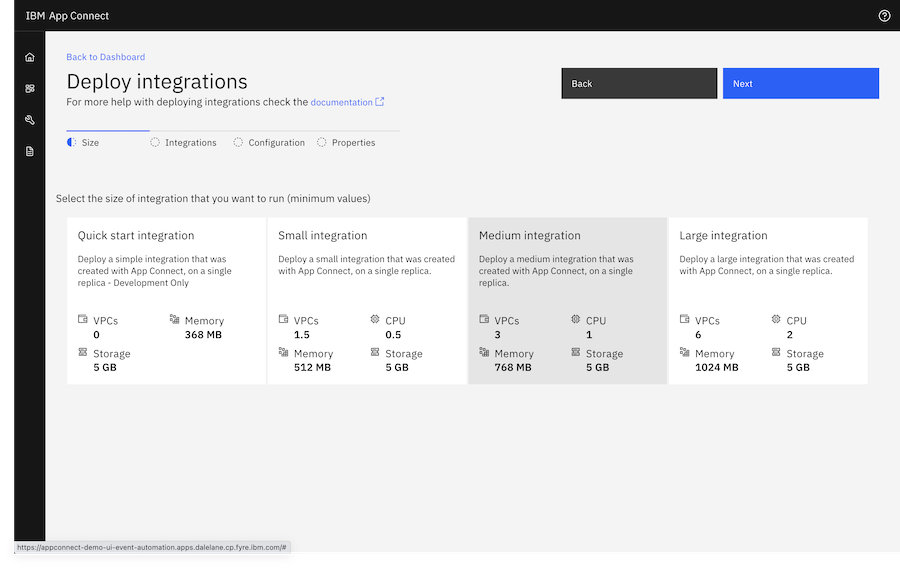 IBM App Connect
Back to Dashboard
Deploy integrations
For more help with deploying integrations check the documentation
Back
Next
Size
Integrations
Configuration
Properties
Select the size of integration that you want to run (minimum values)
Quick start integration
Deploy a simple integration that was
created with App Connect, on a single
replica - Development Only
VPCs
0
Memory
368 MB
Storage
5 GB
Small integration
Deploy a small integration that was created
with App Connect, on a single replica.
VPCs
1.5
CPU
0.5
Memory
512 MB
Storage
5 GB
Medium integration
Deploy a medium integration that was
created with App Connect, on a single
replica.
VPCs
3
CPU
1
Memory
768 MB
Storage
5 GB
Large integration
Deploy a large integration that was created
with App Connect, on a single replica.
VPCs
6
CPU
2
Memory
1024 MB
Storage
5 GB
https://appconnect-demo-ui-event-automation.apps.dalelane.cp.fyre.ibm.com/#